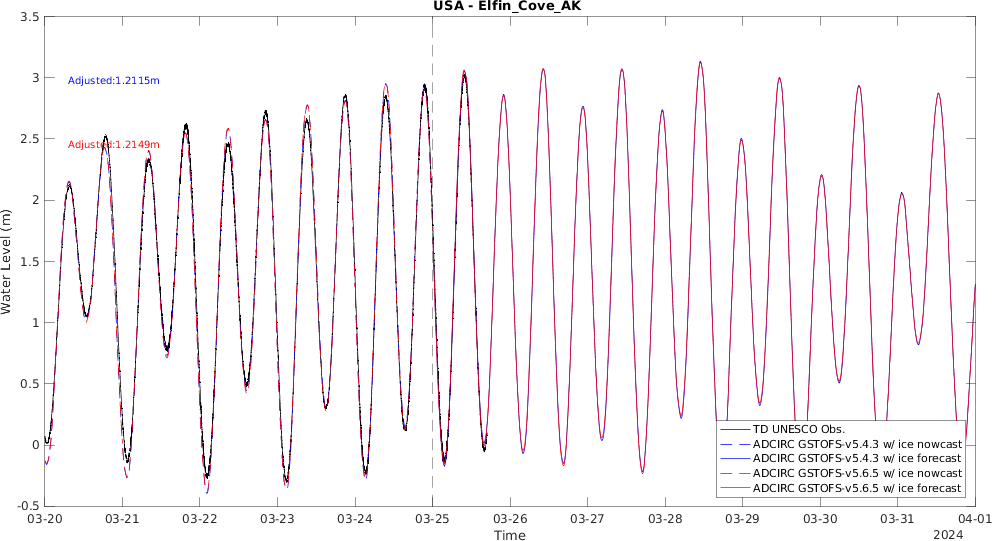 USA - Elfin_Cove_AK
3.5
3
2.5
2
1.5
1
0.5
0
-0.5
Water Level (m)
Adjusted:1.2115m
Adjusted:1.2149m
TD UNESCO Obs.
ADCIRC GSTOFS-v5.4.3 w/ ice nowcast
ADCIRC GSTOFS-v5.4.3 w/ ice forecast
ADCIRC GSTOFS-v5.6.5 w/ ice nowcast
ADCIRC GSTOFS-v5.6.5 w/ ice forecast
03-20 03-21 03-22 03-23 03-24 03-25 03-26 03-27 03-28 03-29 03-30 03-31 04-01
Time
2024